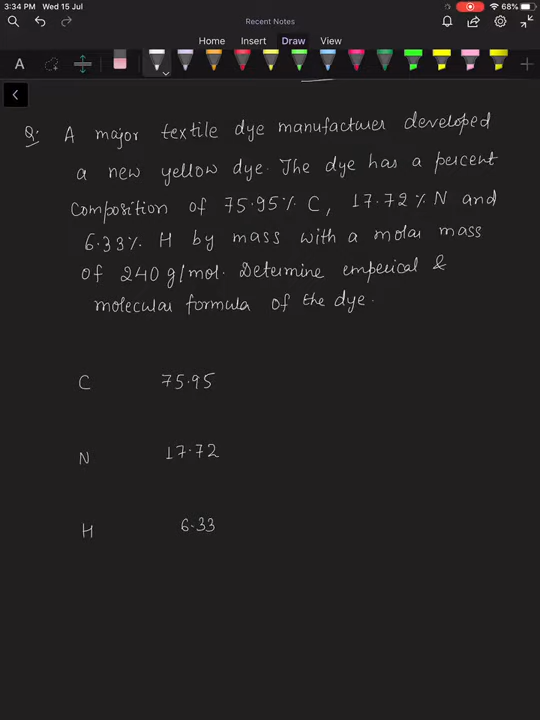 3:34 PM Wed 15 Jul
68%
Recent Notes
Home Insert Draw View
A
Q: A major textile dye manufacturer developed
a new yellow dye. The dye has a percent
composition of 75.95% C, 17.72% N and
6.33% H by mass with a molar mass
of 240 g/mol. Determine emperical &
molecular formula of the dye.
C 75.95
N 17.72
H 6.33